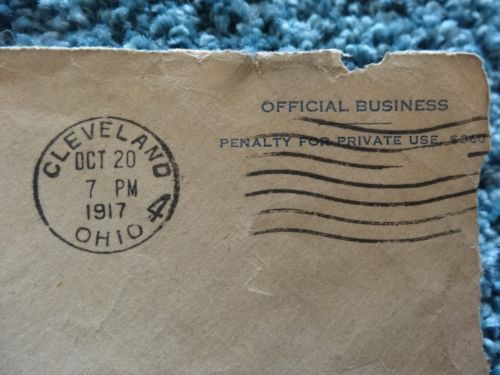 OFFICIAL BUSINESS
PENALTY FOR PRIVATE USE, $300
CLEVELAND
OCT 20
7 PM
1917
4
OHIO